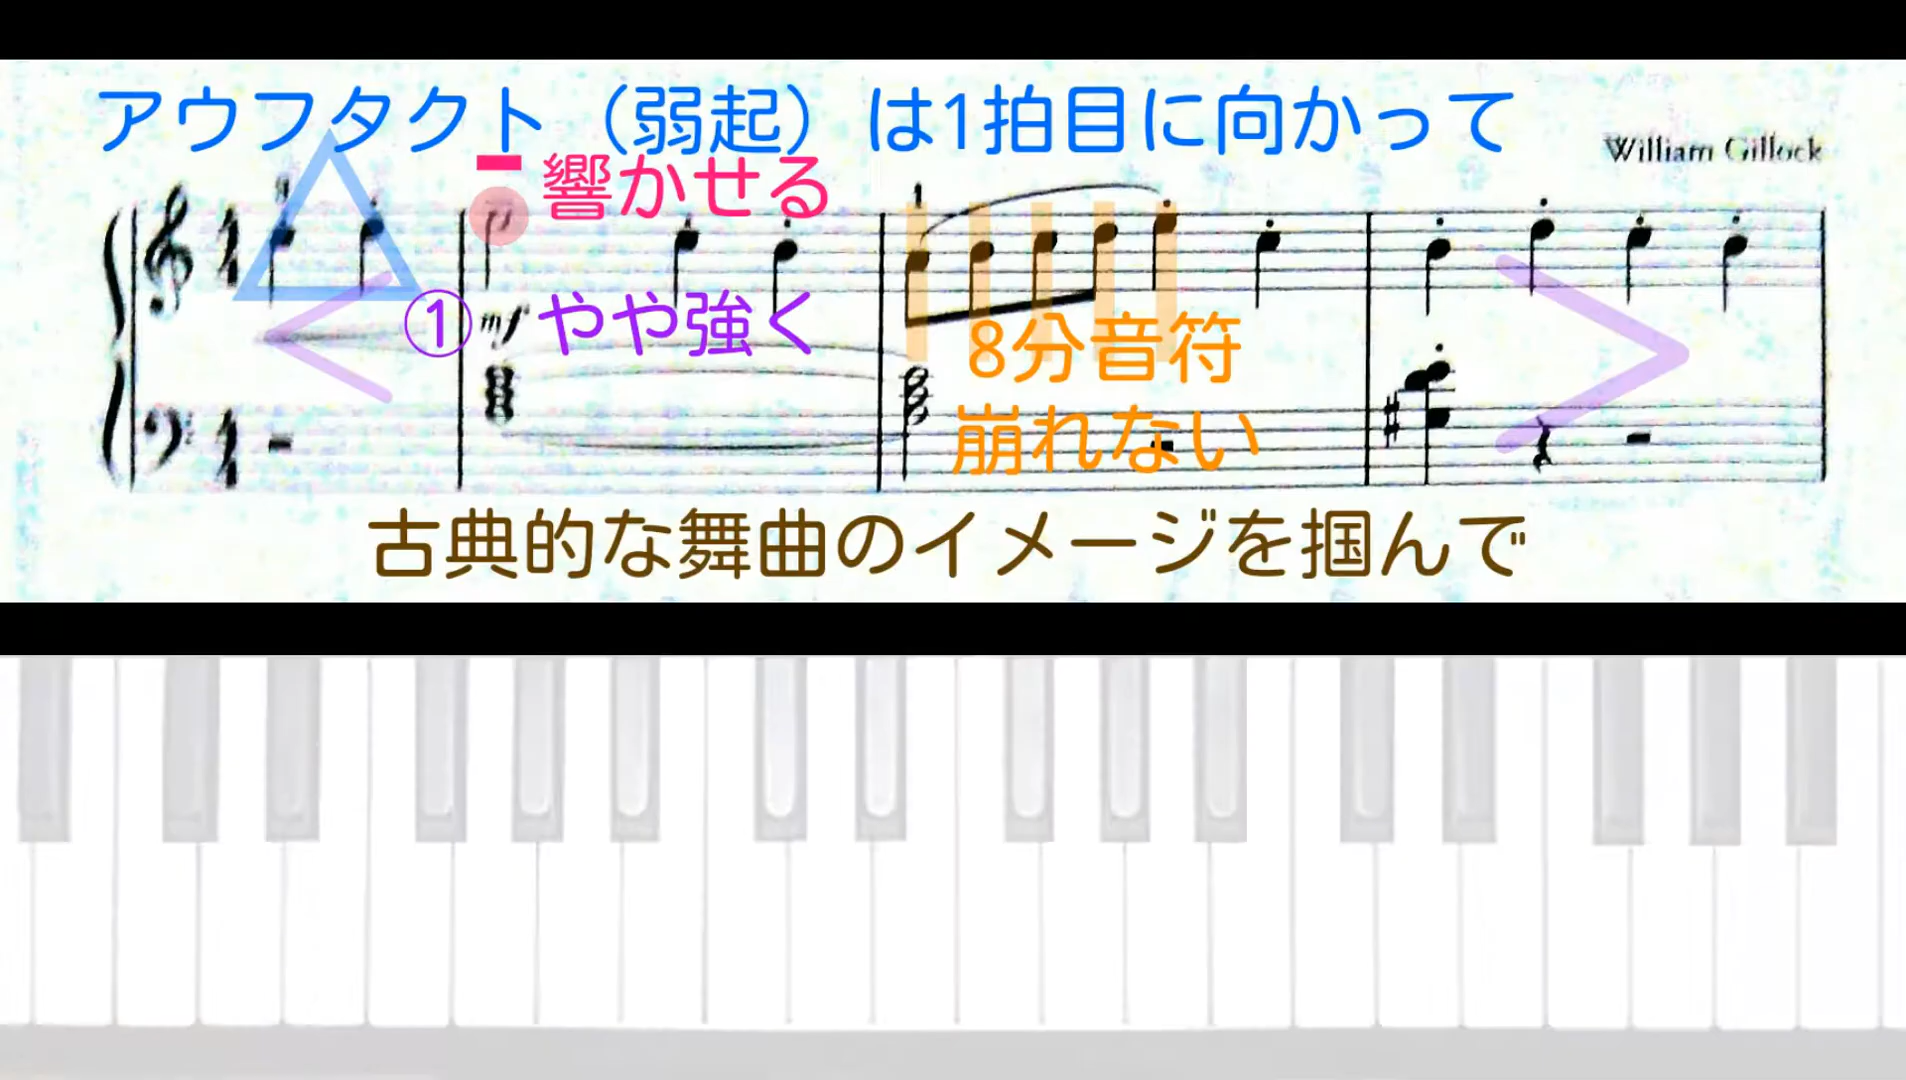 アウフタクト（弱起）は1拍目に向かって
William Gillock
響かせる
1
① mf やや強く
8分音符
崩れない
古典的な舞曲のイメージを掴んで